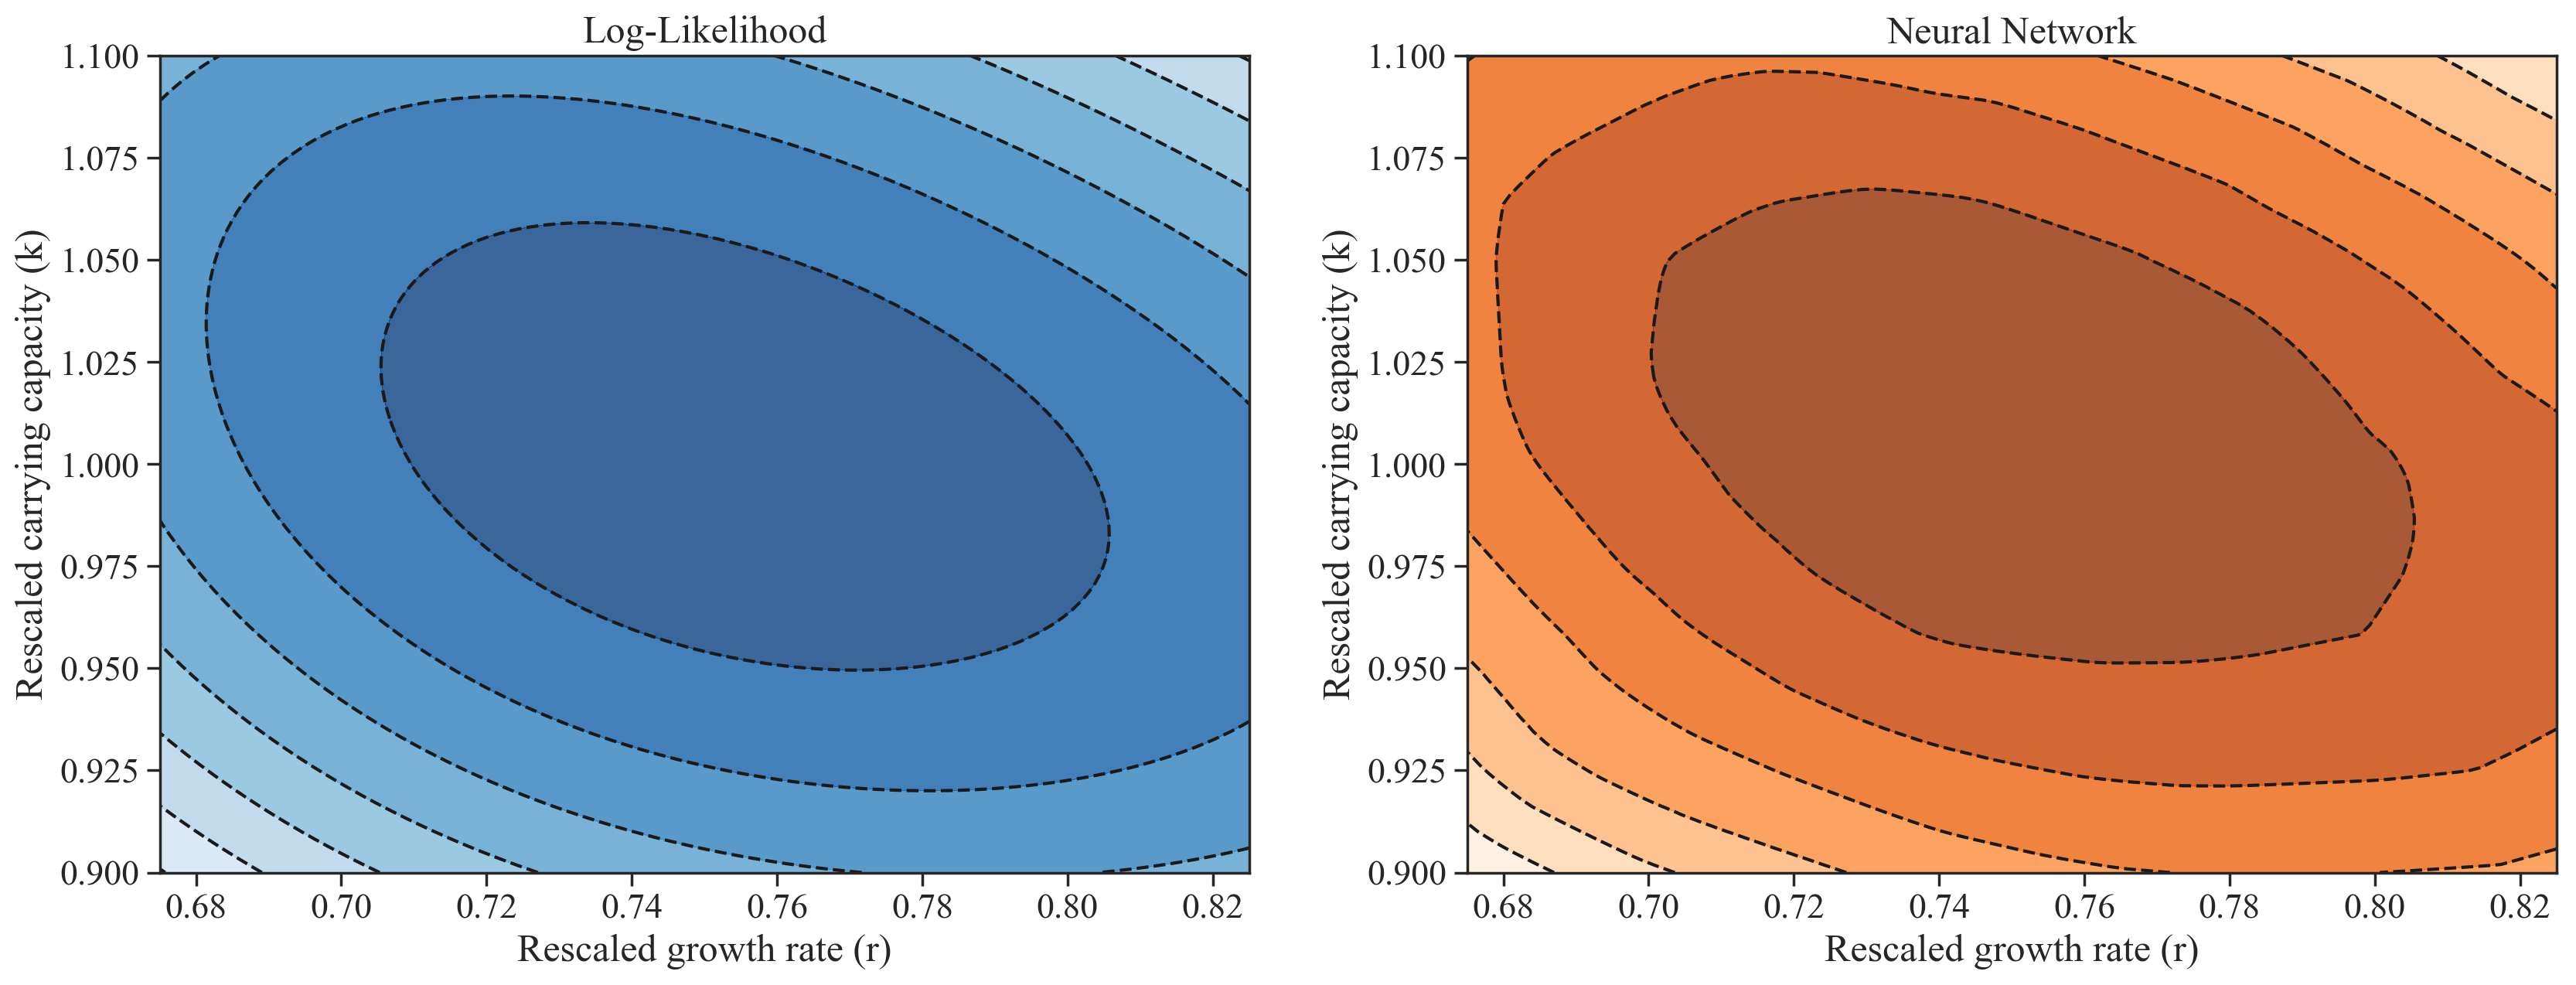 Log-Likelihood
1.100
1.075
1.050
1.025
1.000
0.975
0.950
0.925
0.900
Rescaled carrying capacity (k)
0.68 0.70 0.72 0.74 0.76 0.78 0.80 0.82
Rescaled growth rate (r)
Neural Network
1.100
1.075
1.050
1.025
1.000
0.975
0.950
0.925
0.900
Rescaled carrying capacity (k)
0.68 0.70 0.72 0.74 0.76 0.78 0.80 0.82
Rescaled growth rate (r)